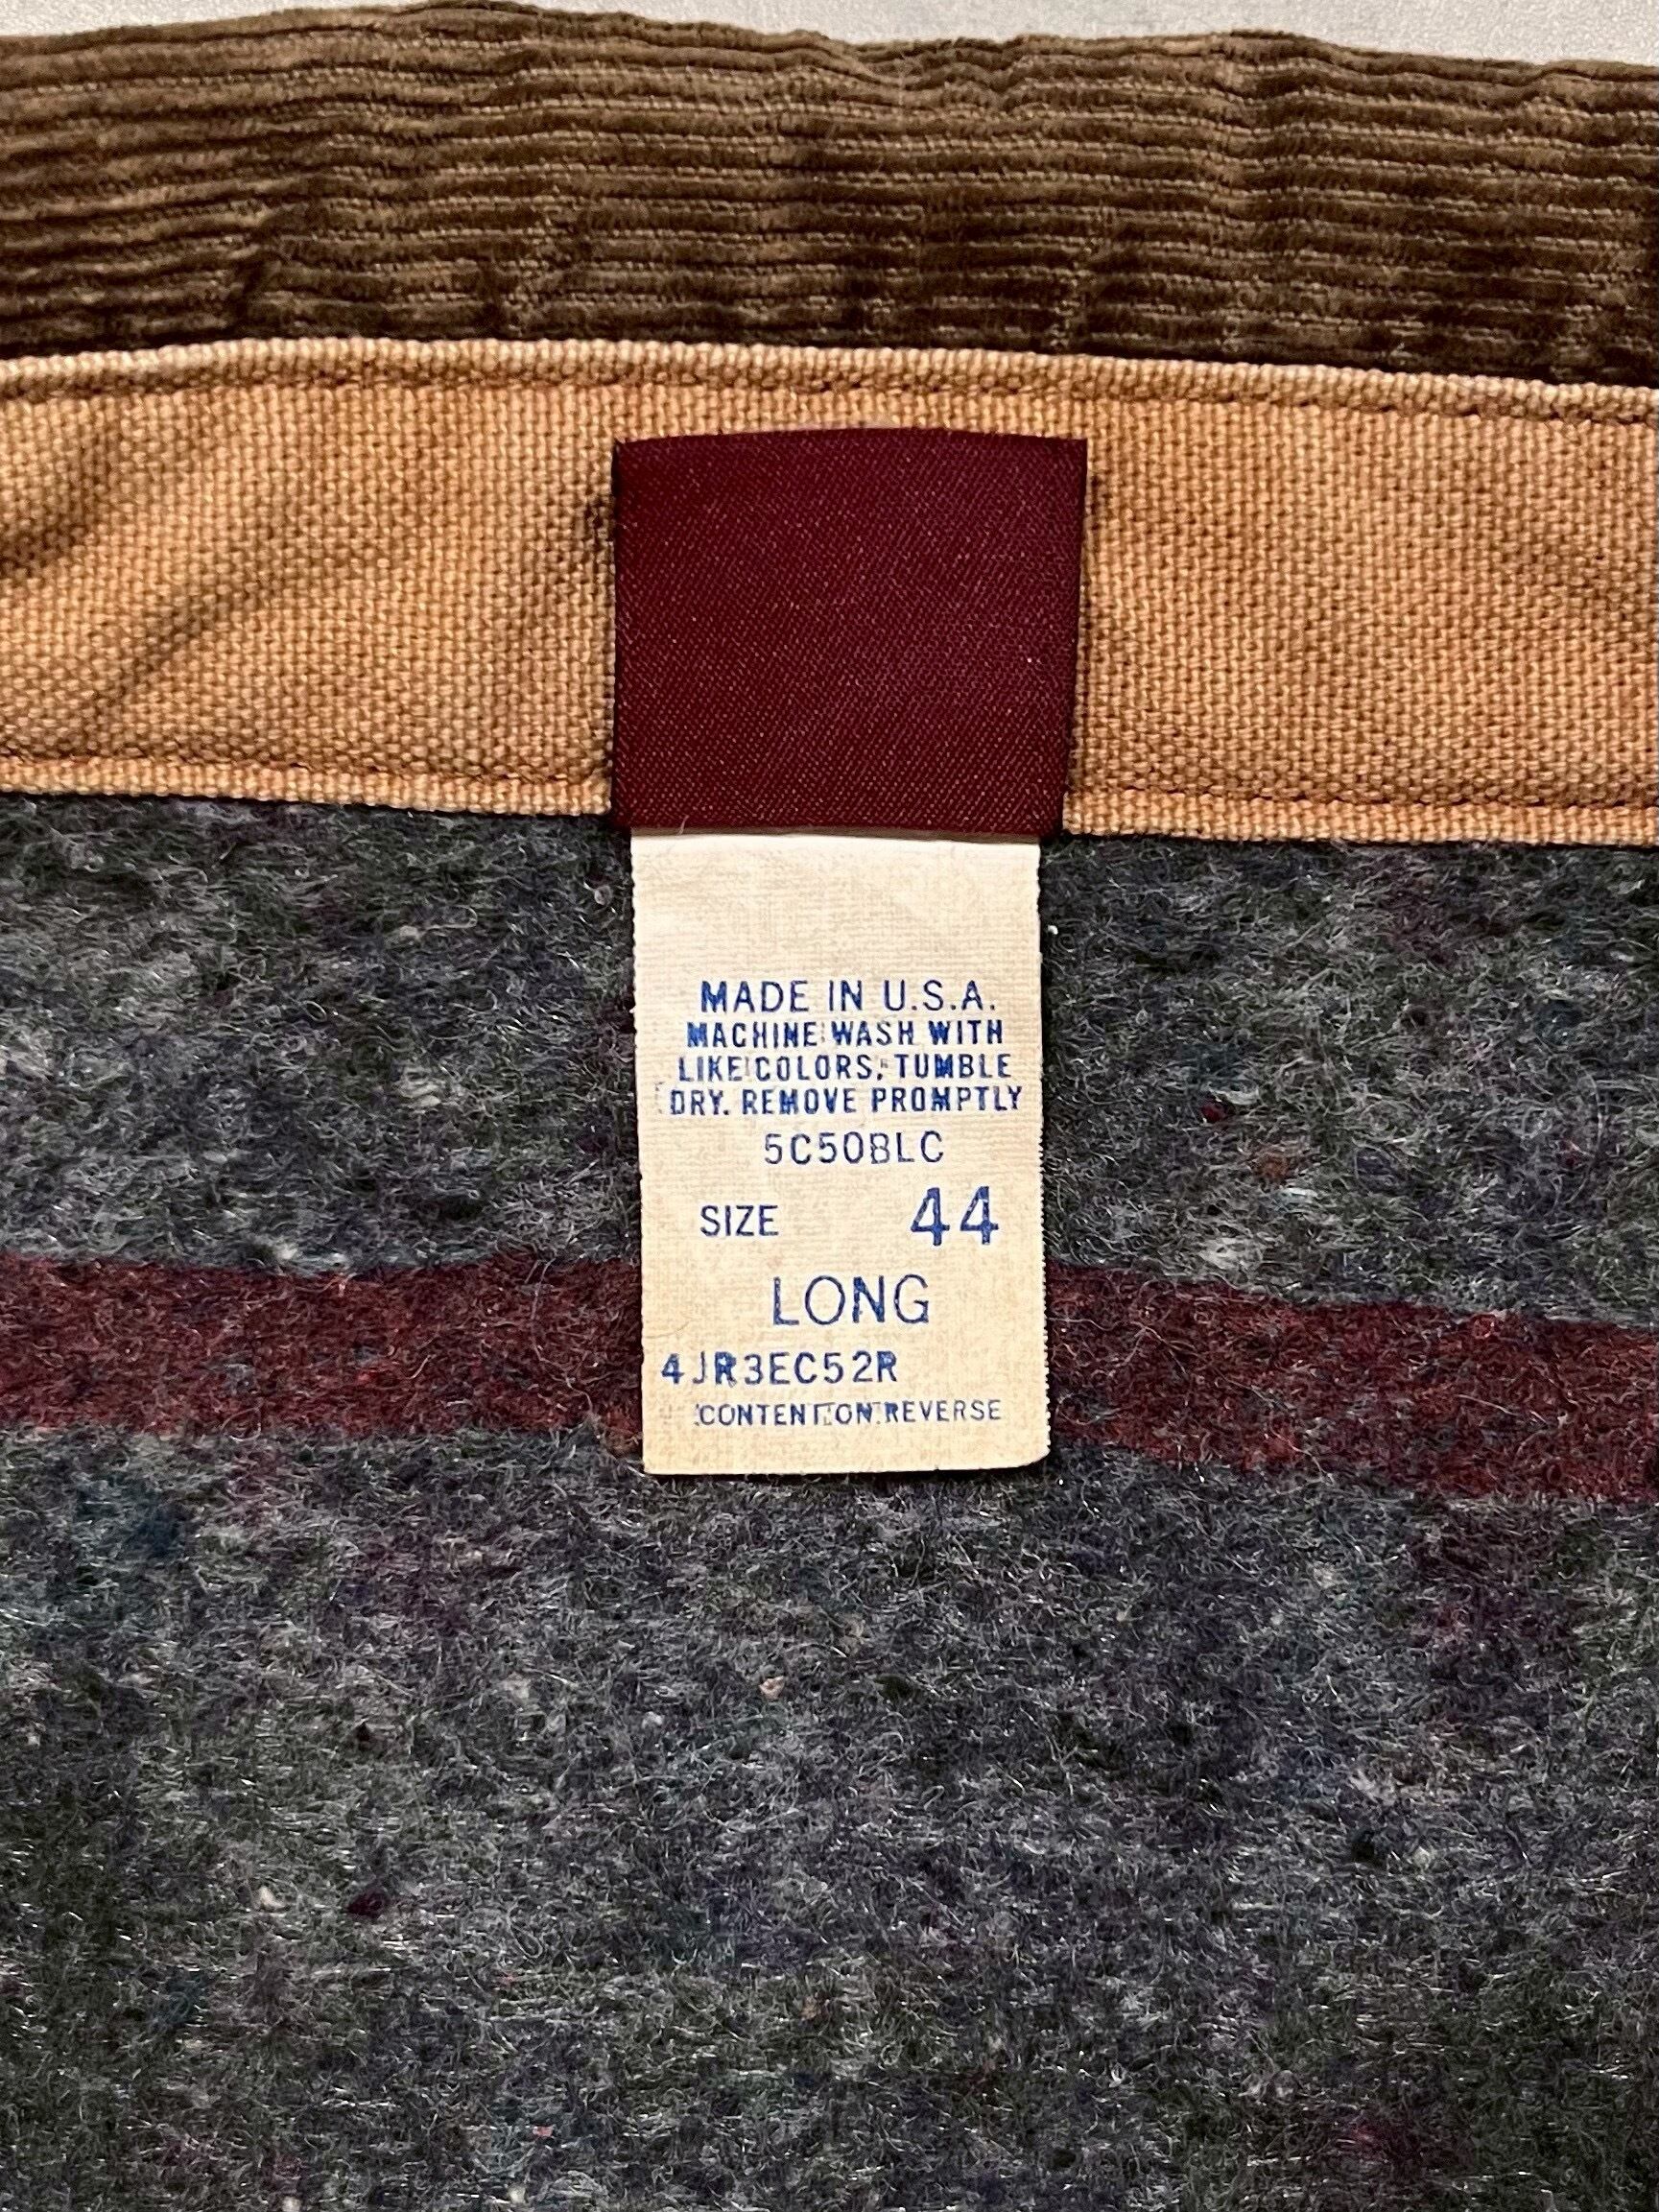 MADE IN U.S.A.
MACHINE WASH WITH
LIKE COLORS, TUMBLE
DRY. REMOVE PROMPTLY
5C50BLC
SIZE 44
LONG
4JR3EC52R
CONTENT ON REVERSE